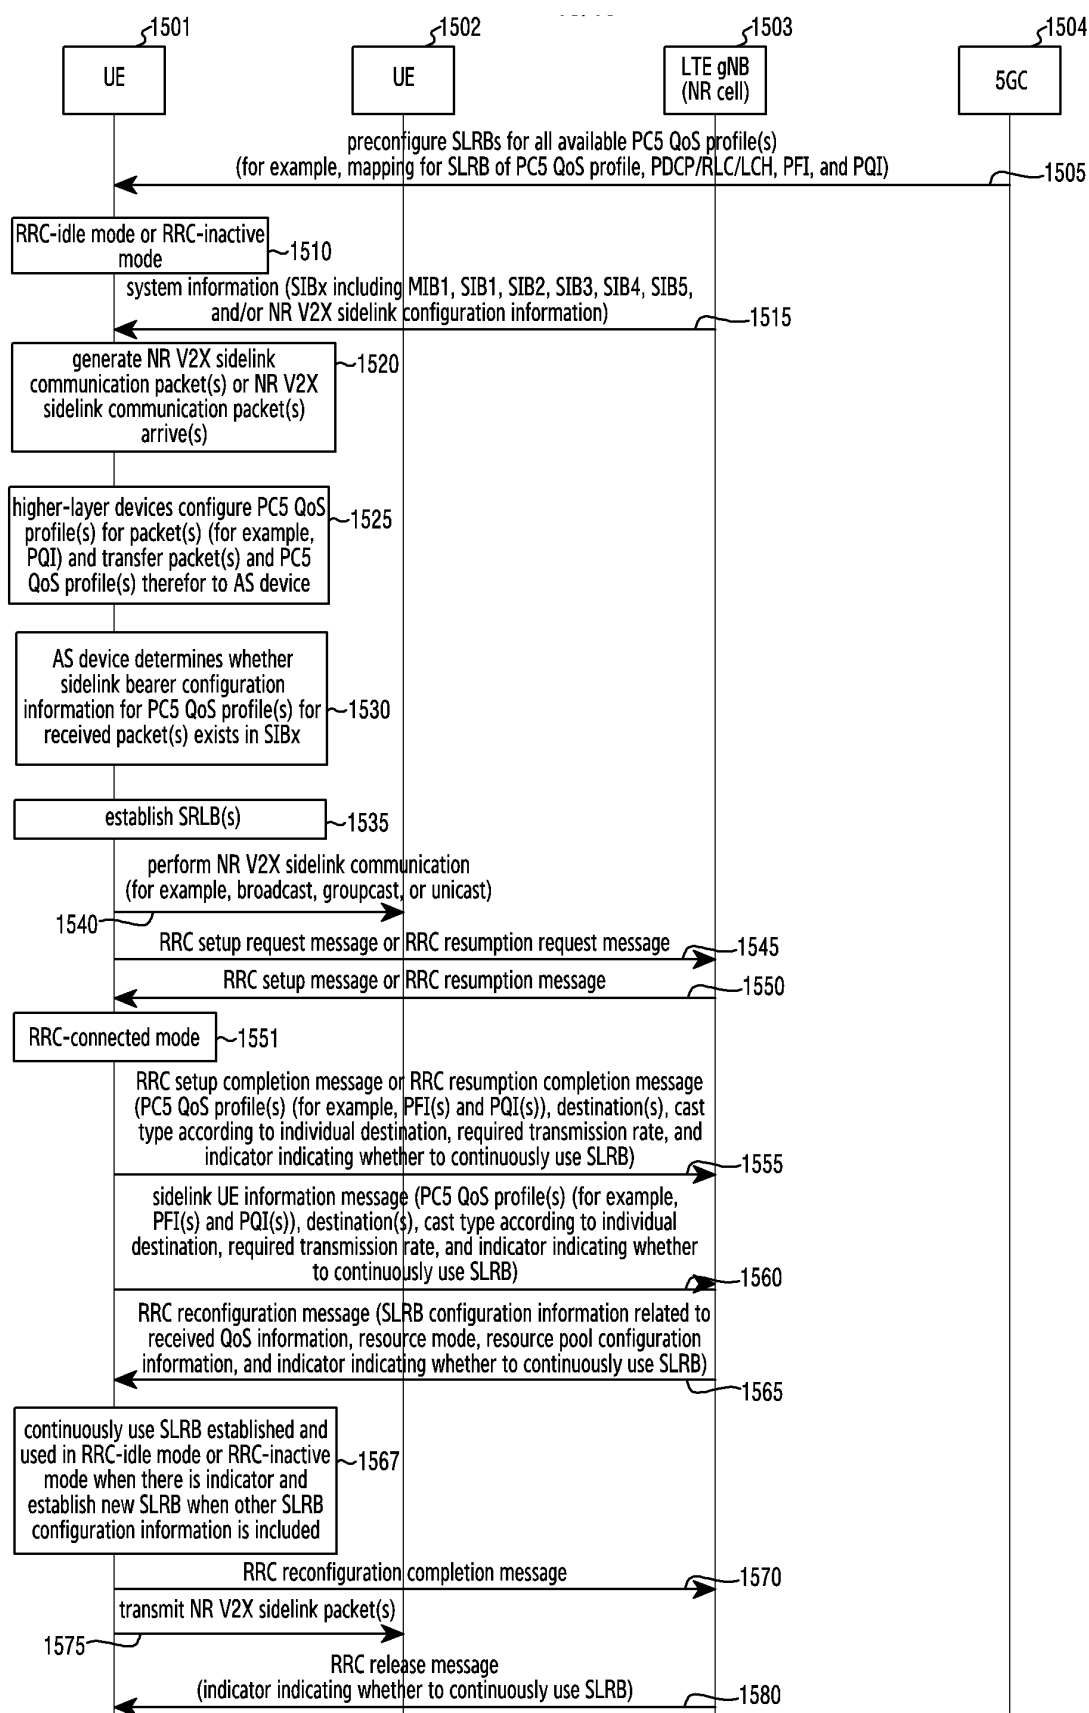 1501
1502
1503
1504
UE
UE
LTE gNB
(NR cell)
5GC
preconfigure SLRBs for all available PC5 QoS profile(s)
(for example, mapping for SLRB of PC5 QoS profile, PDCP/RLC/LCH, PFI, and PQI)
1505
RRC-idle mode or RRC-inactive
mode
1510
system information (SIBx including MIB1, SIB1, SIB2, SIB3, SIB4, SIB5,
and/or NR V2X sidelink configuration information)
1515
generate NR V2X sidelink
communication packet(s) or NR V2X
sidelink communication packet(s)
arrive(s)
1520
higher-layer devices configure PC5 QoS
profile(s) for packet(s) (for example,
PQI) and transfer packet(s) and PC5
QoS profile(s) therefor to AS device
1525
AS device determines whether
sidelink bearer configuration
information for PC5 QoS profile(s) for
received packet(s) exists in SIBx
1530
establish SRLB(s)
1535
perform NR V2X sidelink communication
(for example, broadcast, groupcast, or unicast)
1540
RRC setup request message or RRC resumption request message
1545
RRC setup message or RRC resumption message
1550
RRC-connected mode
1551
RRC setup completion message or RRC resumption completion message
(PC5 QoS profile(s) (for example, PFI(s) and PQI(s)), destination(s), cast
type according to individual destination, required transmission rate, and
indicator indicating whether to continuously use SLRB)
1555
sidelink UE information message (PC5 QoS profile(s) (for example,
PFI(s) and PQI(s)), destination(s), cast type according to individual
destination, required transmission rate, and indicator indicating whether
to continuously use SLRB)
1560
RRC reconfiguration message (SLRB configuration information related to
received QoS information, resource mode, resource pool configuration
information, and indicator indicating whether to continuously use SLRB)
1565
continuously use SLRB established and
used in RRC-idle mode or RRC-inactive
mode when there is indicator and
establish new SLRB when other SLRB
configuration information is included
1567
RRC reconfiguration completion message
1570
transmit NR V2X sidelink packet(s)
1575
RRC release message
(indicator indicating whether to continuously use SLRB)
1580